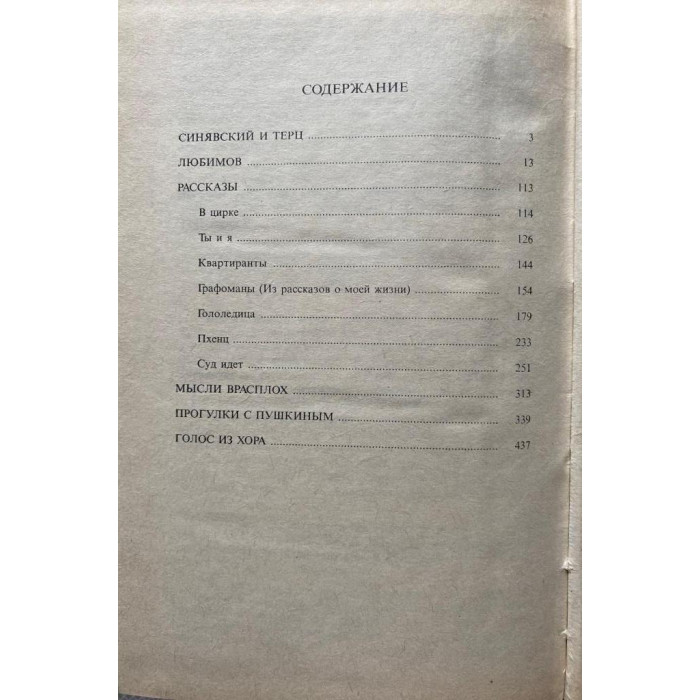 СОДЕРЖАНИЕ
СИНЯВСКИЙ И ТЕРЦ ........ 3
ЛЮБИМОВ ........ 13
РАССКАЗЫ ........ 113
В цирке ........ 114
Ты и я ........ 126
Квартиранты ........ 144
Графоманы (Из рассказов о моей жизни) ........ 154
Гололедица ........ 179
Пхенц ........ 233
Суд идет ........ 251
МЫСЛИ ВРАСПЛОХ ........ 313
ПРОГУЛКИ С ПУШКИНЫМ ........ 339
ГОЛОС ИЗ ХОРА ........ 437